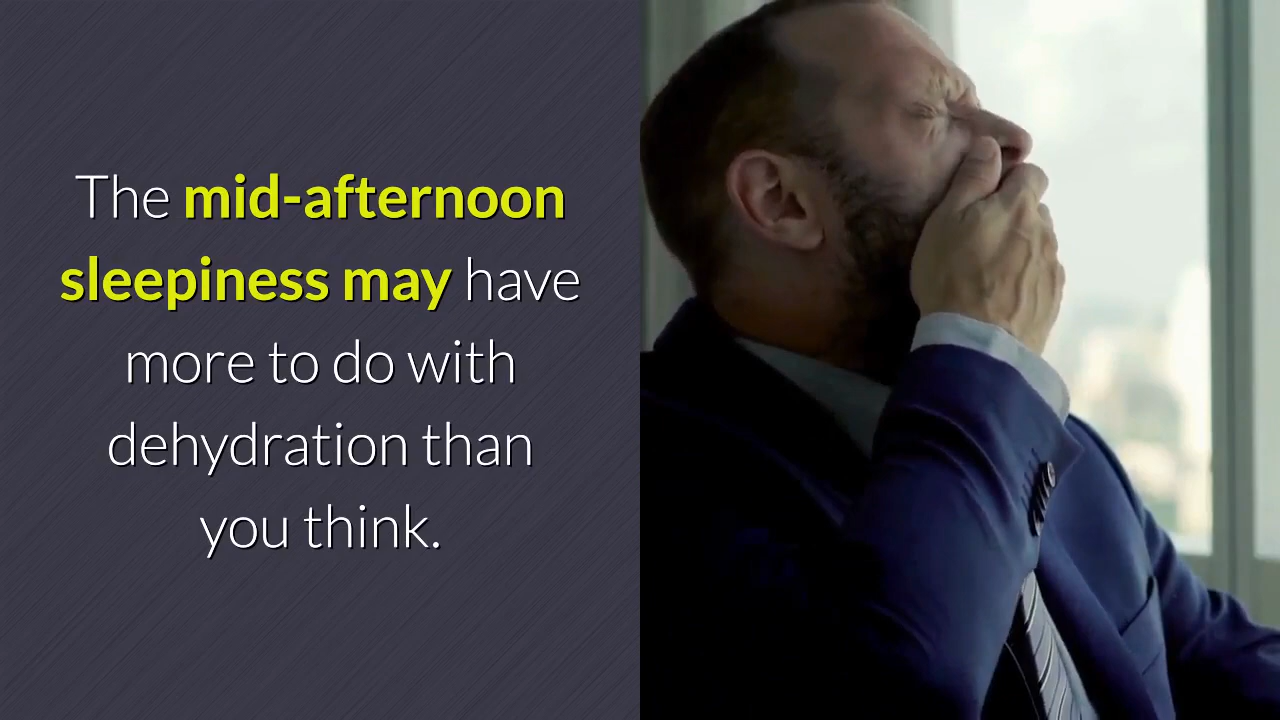 The mid-afternoon
sleepiness may have
more to do with
dehydration than
you think.